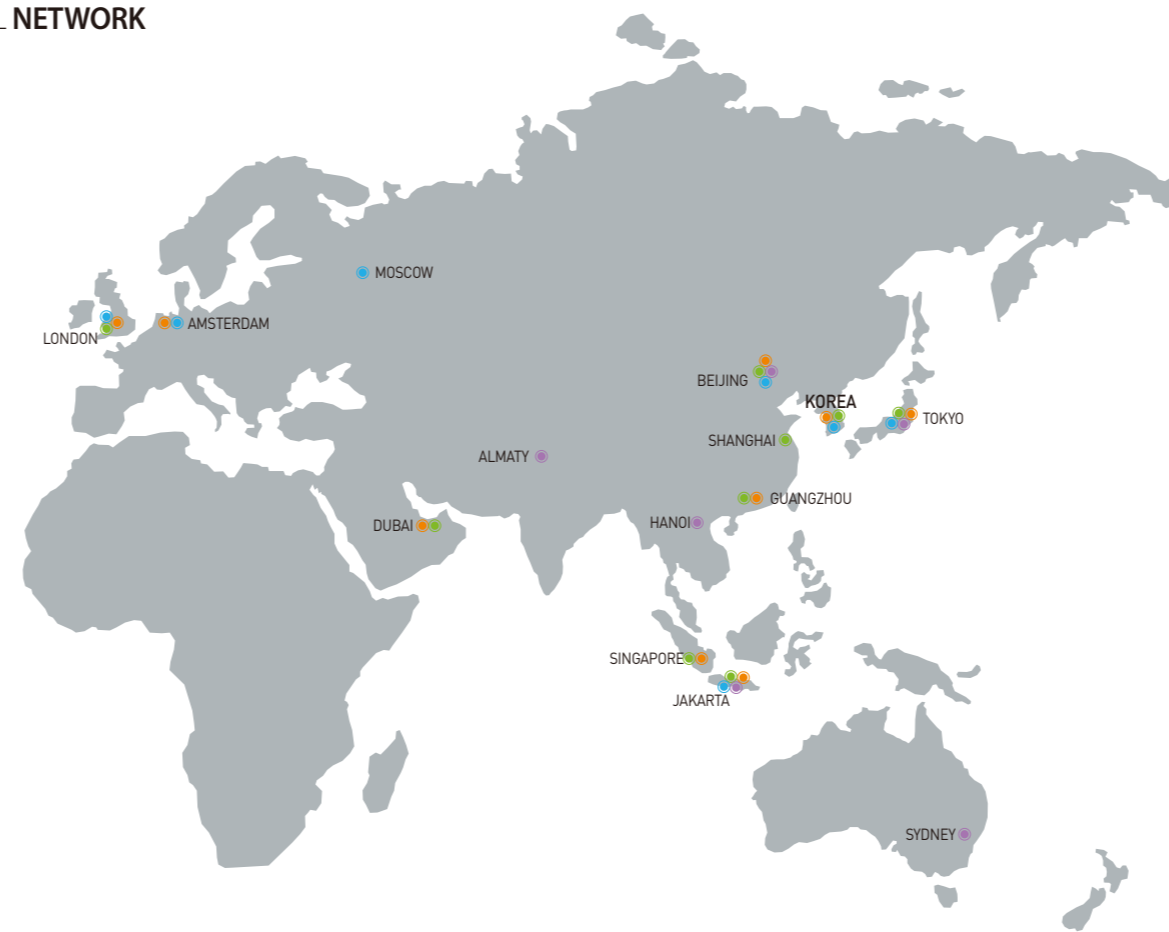 NETWORK
MOSCOW
LONDON
AMSTERDAM
BEIJING
KOREA
TOKYO
SHANGHAI
ALMATY
GUANGZHOU
HANOI
DUBAI
SINGAPORE
JAKARTA
SYDNEY